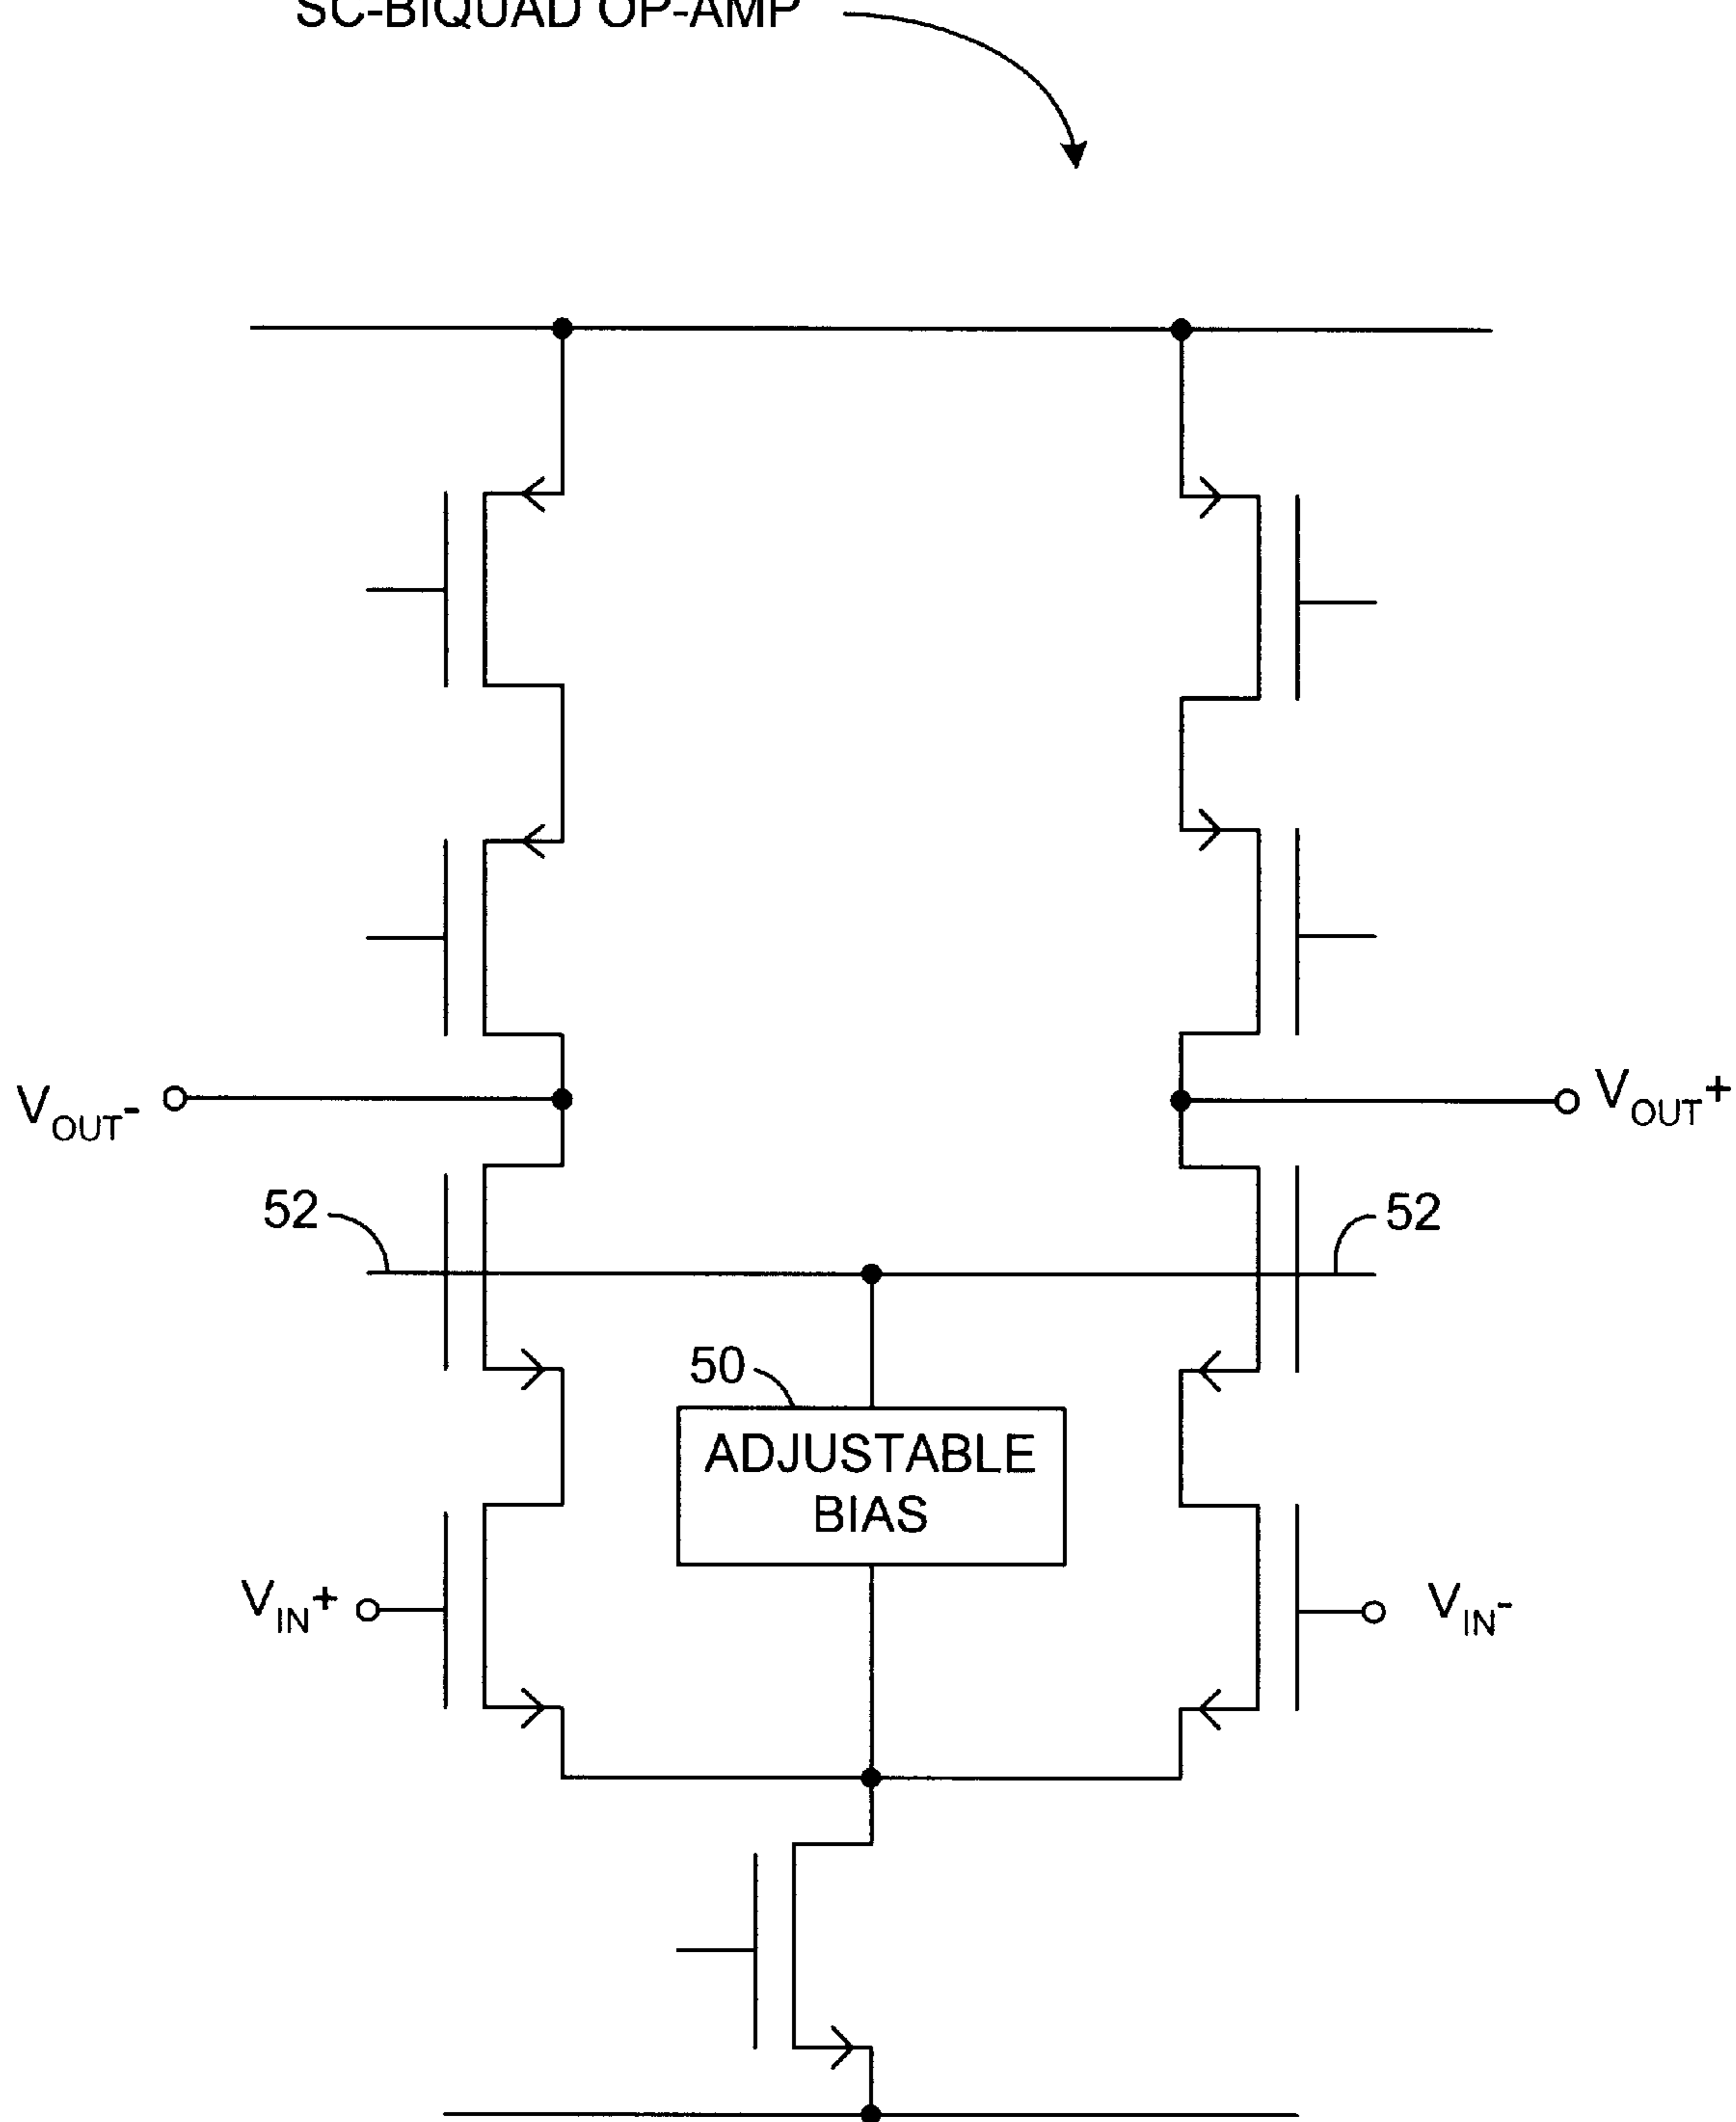 SC-BIQUAD OP-AMP
VOUT-
VOUT+
52
52
50
ADJUSTABLE
BIAS
VIN+
VIN-